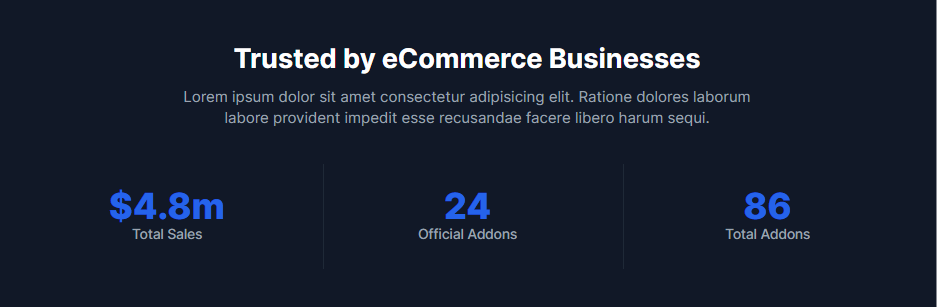 Trusted by eCommerce Businesses
Lorem ipsum dolor sit amet consectetur adipisicing elit. Ratione dolores laborum
labore provident impedit esse recusandae facere libero harum sequi.
$4.8m
Total Sales
24
Official Addons
86
Total Addons